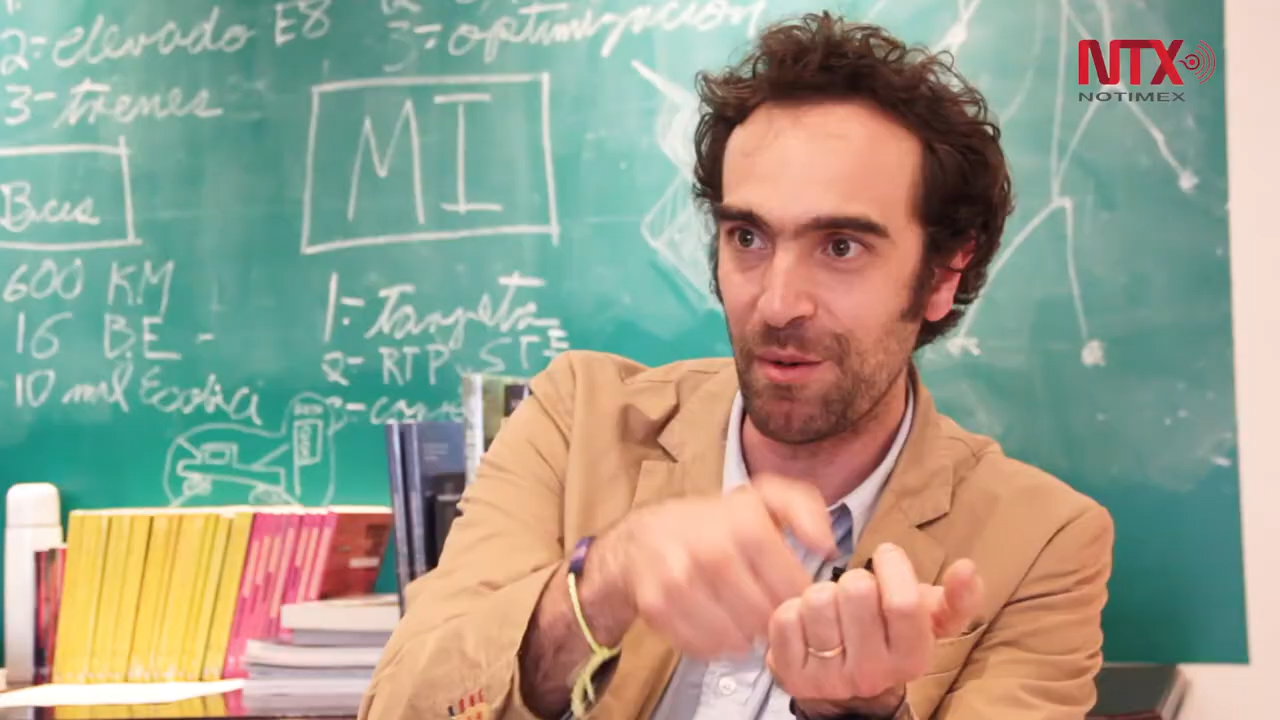 2- elevado E8
3- trenes
Buses
600 KM
16 B.E -
10 mil Ecobici
3- optimización
MI
1- tarjeta
2- RTP, STE
NTX
NOTIMEX